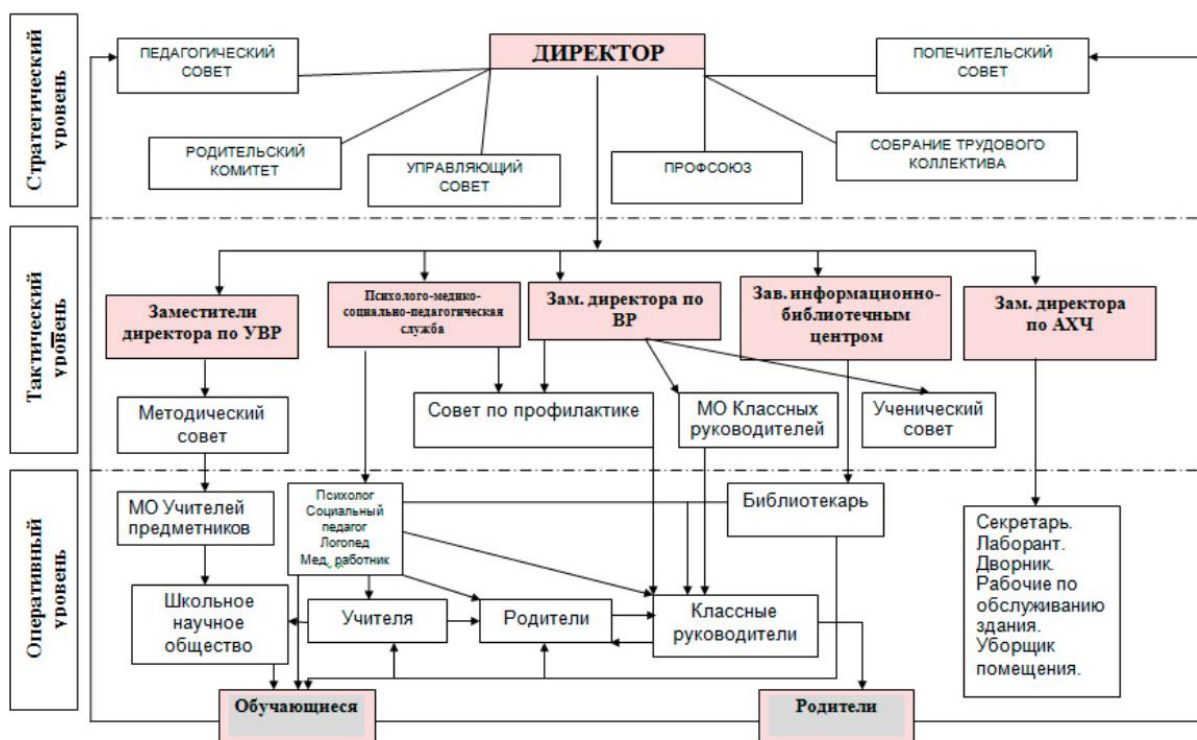 Стратегический
уровень
ПЕДАГОГИЧЕСКИЙ
СОВЕТ
ДИРЕКТОР
ПОПЕЧИТЕЛЬСКИЙ
СОВЕТ
РОДИТЕЛЬСКИЙ
КОМИТЕТ
УПРАВЛЯЮЩИЙ
СОВЕТ
ПРОФСОЮЗ
СОБРАНИЕ ТРУДОВОГО
КОЛЛЕКТИВА
Тактический
уровень
Заместители
директора по УВР
Психолого-медико-
социально-педагогическая
служба
Зам. директора по
ВР
Зав. информационно-
библиотечным
центром
Зам. директора
по АХЧ
Методический
совет
Совет по профилактике
МО Классных
руководителей
Ученический
совет
Оперативный
уровень
МО Учителей
предметников
Психолог
Социальный
педагог
Логопед
Мед. работник
Библиотекарь
Секретарь.
Лаборант.
Дворник.
Рабочие по
обслуживанию
здания.
Уборщик
помещения.
Школьное
научное
общество
Учителя
Родители
Классные
руководители
Обучающиеся
Родители